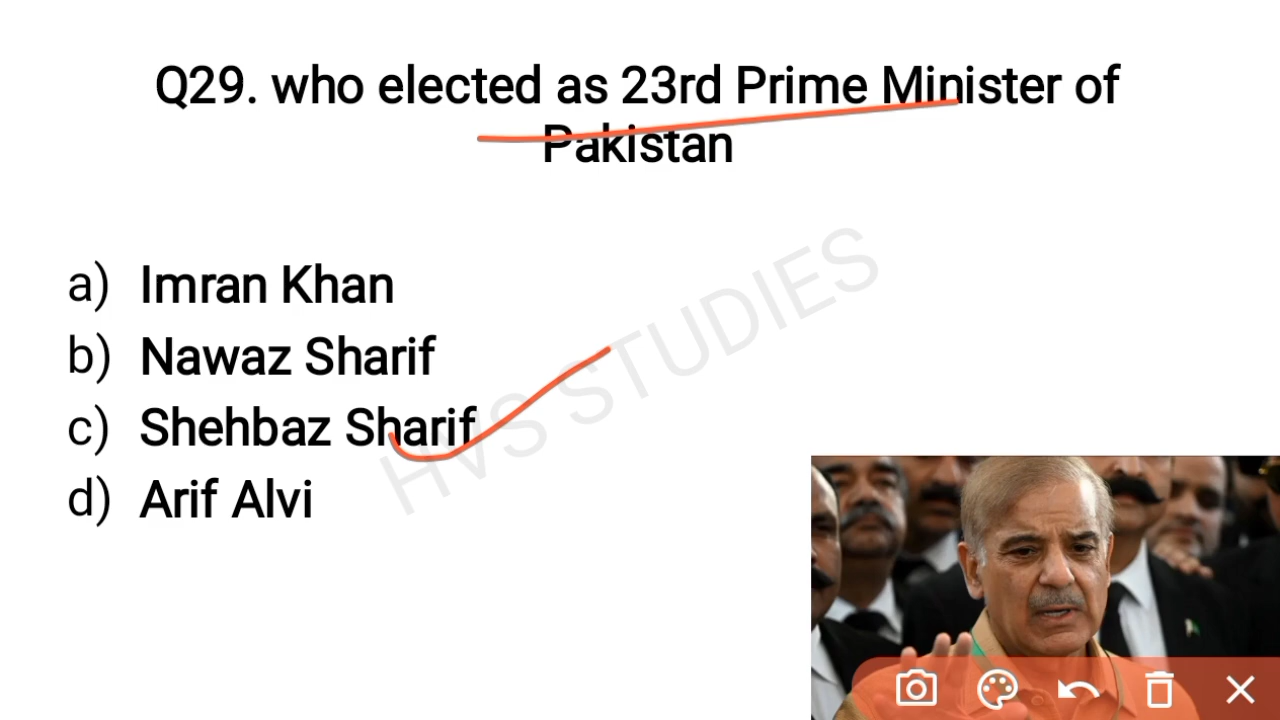 Q29. who elected as 23rd Prime Minister of
Pakistan
a) Imran Khan
b) Nawaz Sharif
c) Shehbaz Sharif
d) Arif Alvi
HVS STUDIES